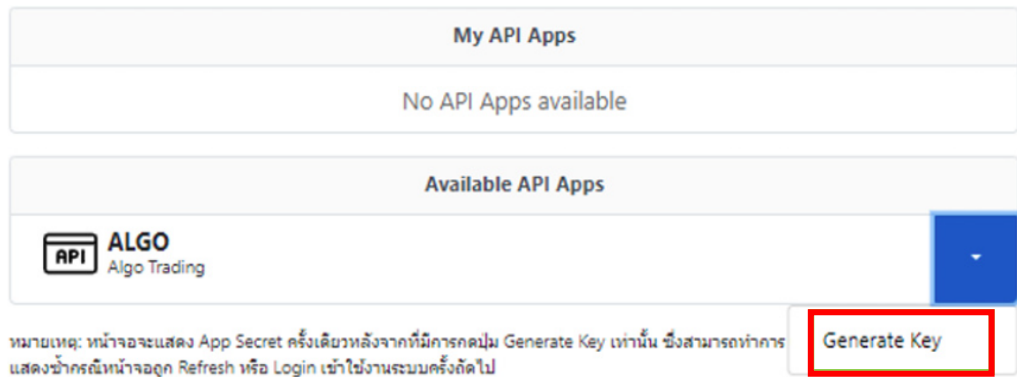 My API Apps
No API Apps available
Available API Apps
ALGO
API
Algo Trading
Generate Key
หมายเหตุ: หน้าจอจะแสดง App Secret ครั้งเดียวหลังจากที่มีการกดปุ่ม Generate Key เท่านั้น ซึ่งสามารถทำการ
แสดงซ้ำกรณีหน้าจอถูก Refresh หรือ Login เข้าใช้งานระบบครั้งถัดไป